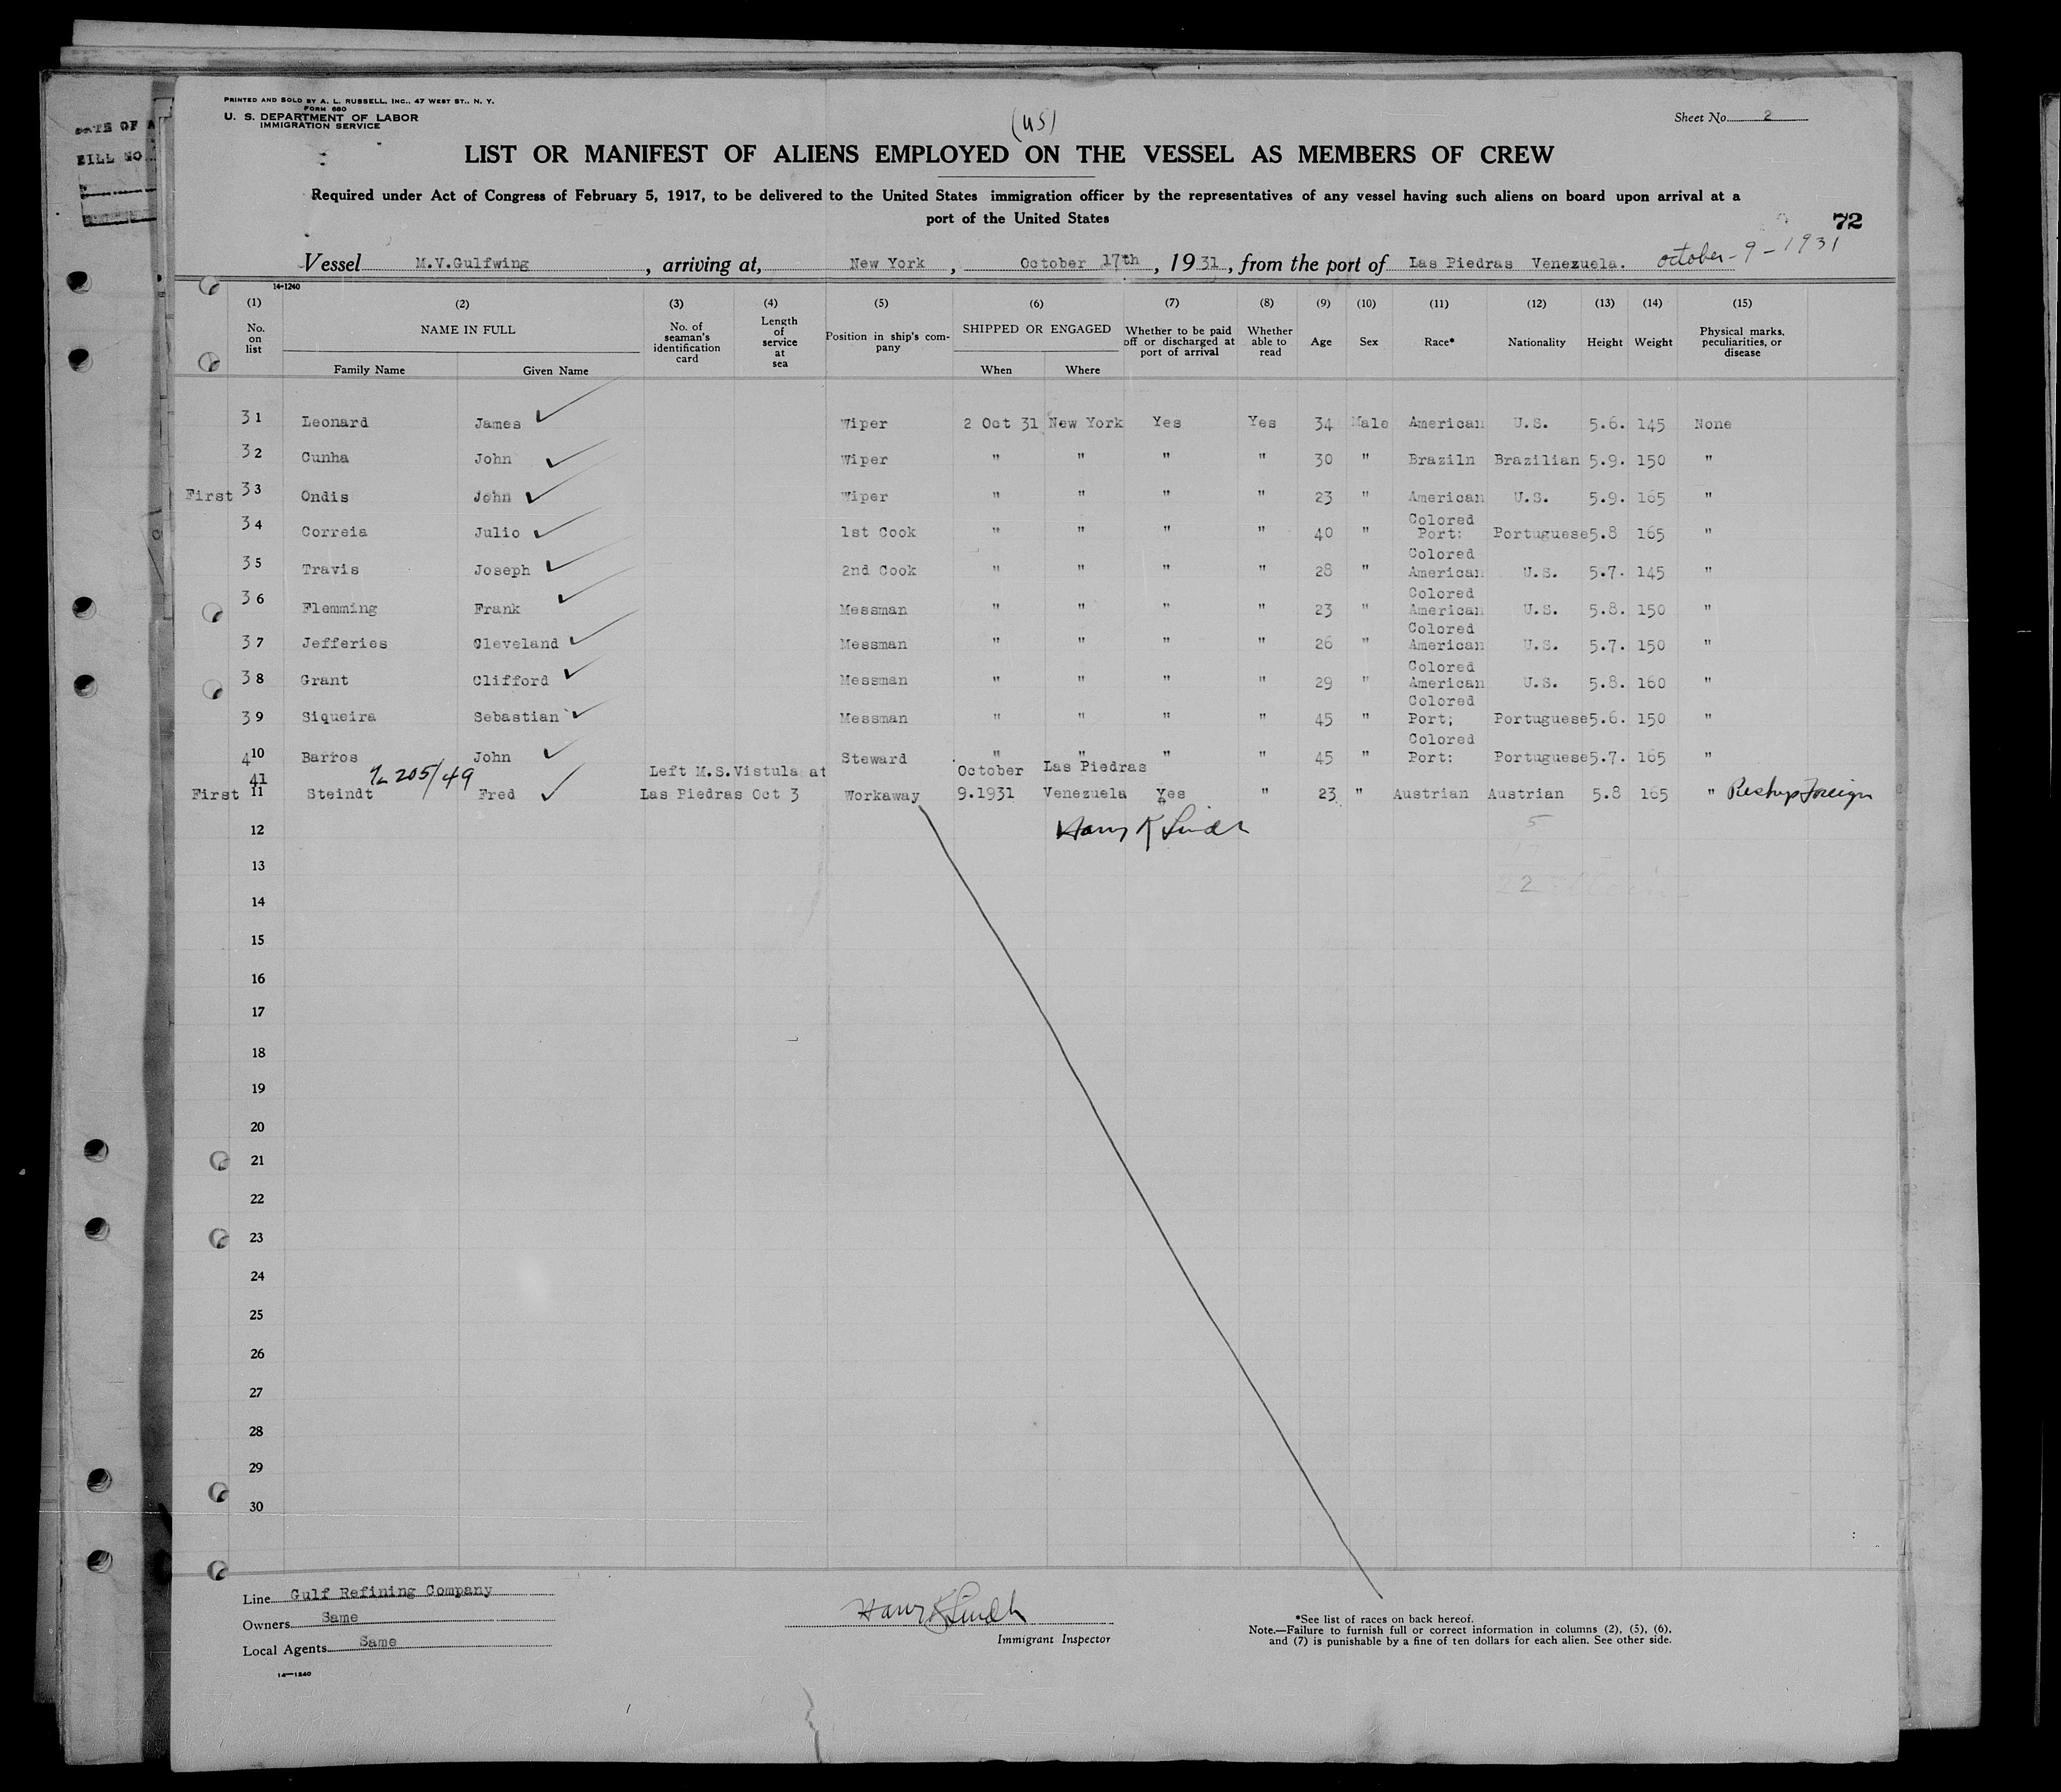 PRINTED AND SOLD BY A. L. RUSSELL, INC., 47 WEST ST., N. Y.
FORM 680
U. S. DEPARTMENT OF LABOR
IMMIGRATION SERVICE
(US)
Sheet No. 2
LIST OR MANIFEST OF ALIENS EMPLOYED ON THE VESSEL AS MEMBERS OF CREW
Required under Act of Congress of February 5, 1917, to be delivered to the United States immigration officer by the representatives of any vessel having such aliens on board upon arrival at a
port of the United States
72
Vessel M.V.Gulfwing, arriving at, New York, October 17th, 1931, from the port of Las Piedras Venezuela. october-9-1931
14-1240
(1) (2) (3) (4) (5) (6) (7) (8) (9) (10) (11) (12) (13) (14) (15)
No. on list NAME IN FULL Family Name Given Name No. of seaman's identification card Length of service at sea Position in ship's company SHIPPED OR ENGAGED When Where Whether to be paid off or discharged at port of arrival Whether able to read Age Sex Race* Nationality Height Weight Physical marks, peculiarities, or disease
31 Leonard James ✓ Wiper 2 Oct 31 New York Yes Yes 34 Male American U.S. 5.6. 145 None
32 Cunha John ✓ Wiper " " " " 30 " Braziln Brazilian 5.9. 150 "
First 33 Ondis John ✓ Wiper " " " " 23 " American U.S. 5.9. 165 "
34 Correia Julio ✓ 1st Cook " " " " 40 " Colored Port: Portuguese 5.8 165 "
35 Travis Joseph ✓ 2nd Cook " " " " 28 " Colored American U.S. 5.7. 145 "
36 Flemming Frank ✓ Messman " " " " 23 " Colored American U.S. 5.8. 150 "
37 Jefferies Cleveland ✓ Messman " " " " 26 " Colored American U.S. 5.7. 150 "
38 Grant Clifford ✓ Messman " " " " 29 " Colored American U.S. 5.8. 160 "
39 Siqueira Sebastian ✓ Messman " " " " 45 " Colored Port; Portuguese 5.6. 150 "
410 Barros John ✓ Steward " " " " 45 " Colored Port: Portuguese 5.7. 165 "
205/49
41 11 First Steindt Fred ✓ Left M.S.Vistula at Las Piedras Oct 3 Workaway October 9.1931 Las Piedras Venezuela Yes " 23 " Austrian Austrian 5.8 165 " Reship Foreign
12 Harry K Lindh 5
13
14 22
15
16
17
18
19
20
21
22
23
24
25
26
27
28
29
30
Line Gulf Refining Company
Owners Same
Local Agents Same
14-1240
Harry K Lindh
Immigrant Inspector
*See list of races on back hereof.
Note.—Failure to furnish full or correct information in columns (2), (5), (6),
and (7) is punishable by a fine of ten dollars for each alien. See other side.